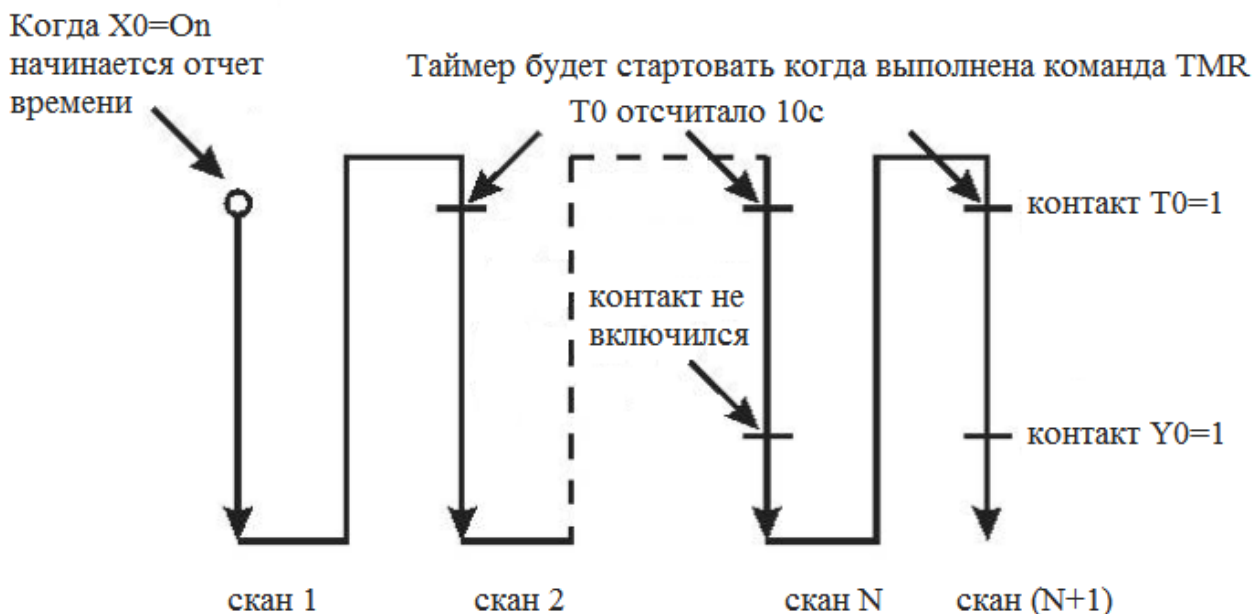 Когда X0=On
начинается отчет
времени
Таймер будет стартовать когда выполнена команда TMR
T0 отсчитало 10с
контакт T0=1
контакт не
включился
контакт Y0=1
скан 1
скан 2
скан N
скан (N+1)